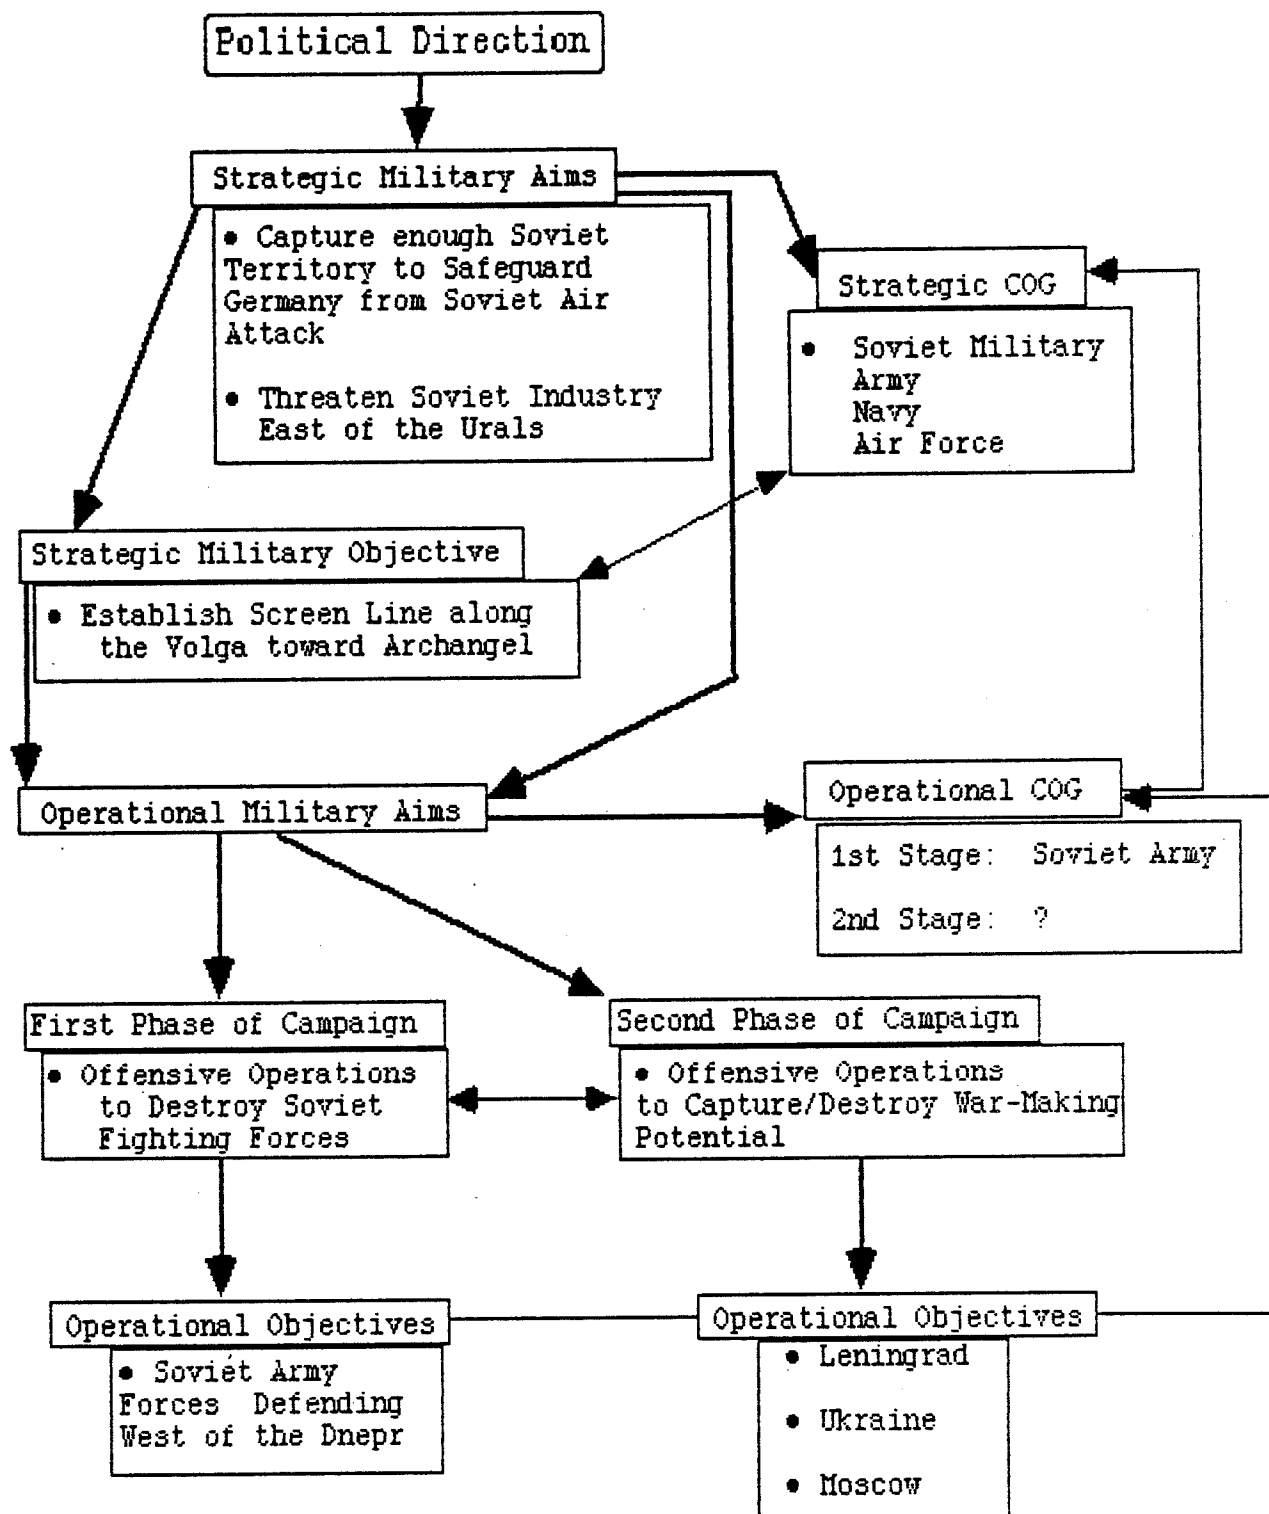 Political Direction
Strategic Military Aims
• Capture enough Soviet
Territory to Safeguard
Germany from Soviet Air
Attack
• Threaten Soviet Industry
East of the Urals
Strategic COG
• Soviet Military
Army
Navy
Air Force
Strategic Military Objective
• Establish Screen Line along
the Volga toward Archangel
Operational Military Aims
Operational COG
1st Stage: Soviet Army
2nd Stage: ?
First Phase of Campaign
• Offensive Operations
to Destroy Soviet
Fighting Forces
Second Phase of Campaign
• Offensive Operations
to Capture/Destroy War-Making
Potential
Operational Objectives
• Soviet Army
Forces Defending
West of the Dnepr
Operational Objectives
• Leningrad
• Ukraine
• Moscow